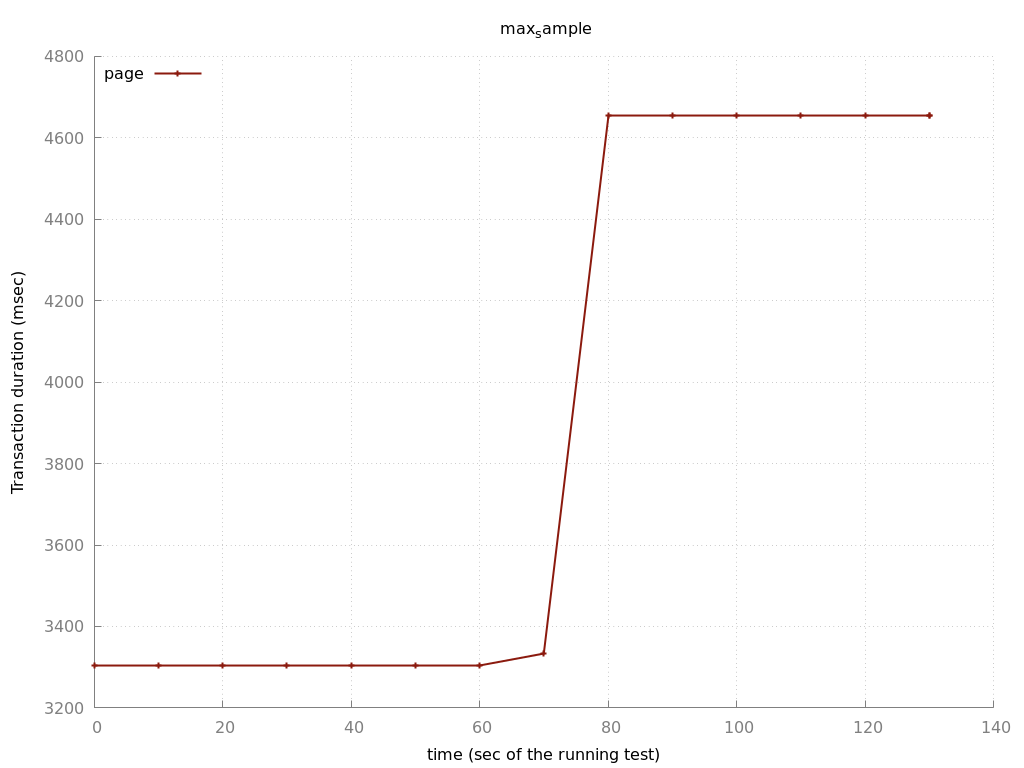 maxsample
4800
page
4600
4400
4200
4000
3800
3600
3400
3200
Transaction duration (msec)
0 20 40 60 80 100 120 140
time (sec of the running test)